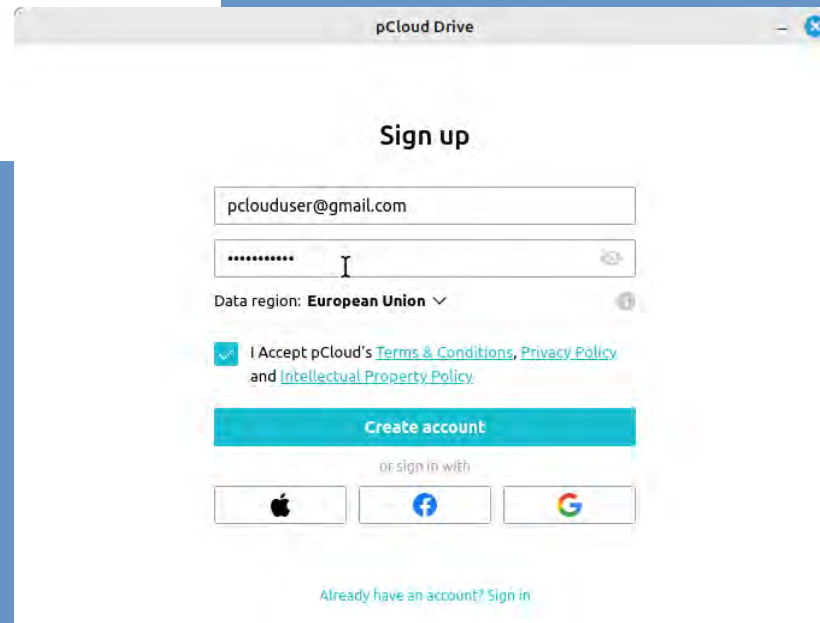 pCloud Drive
Sign up
pclouduser@gmail.com
•••••••••••
Data region: European Union
I Accept pCloud's Terms & Conditions, Privacy Policy
and Intellectual Property Policy
Create account
or sign in with
Already have an account? Sign in